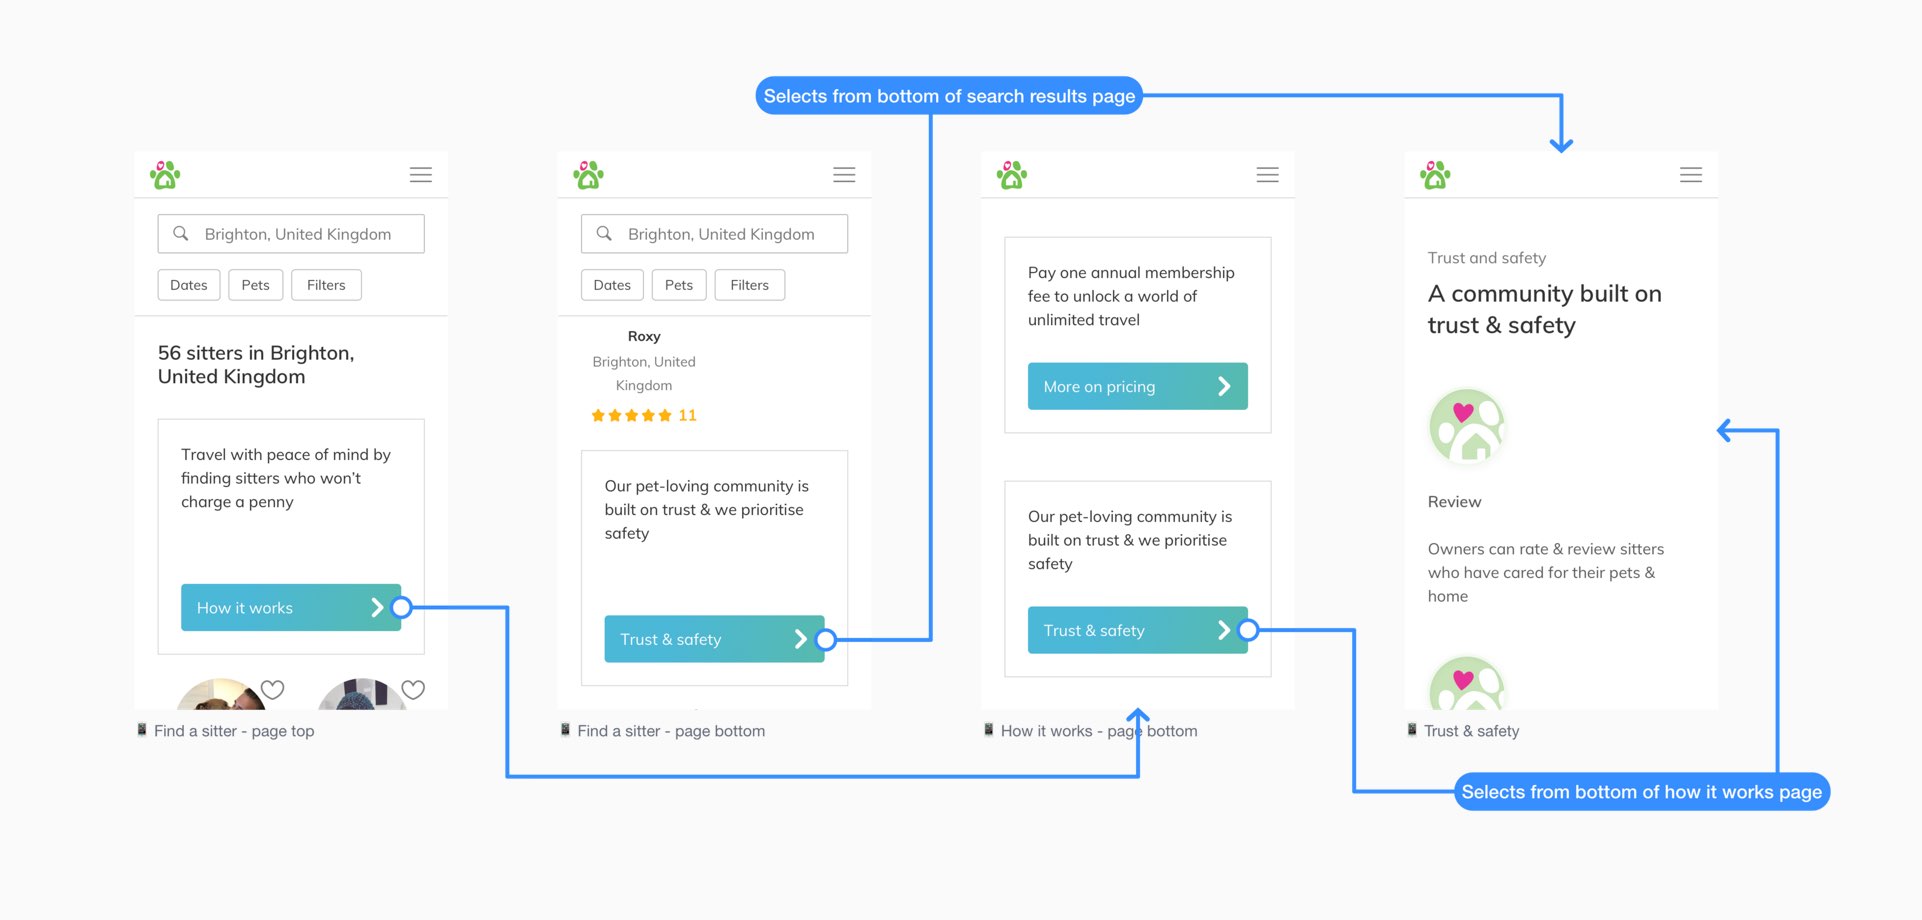 Selects from bottom of search results page
Brighton, United Kingdom
Dates
Pets
Filters
56 sitters in Brighton,
United Kingdom
Travel with peace of mind by
finding sitters who won’t
charge a penny
How it works
Find a sitter - page top
Brighton, United Kingdom
Dates
Pets
Filters
Roxy
Brighton, United
Kingdom
11
Our pet-loving community is
built on trust & we prioritise
safety
Trust & safety
Find a sitter - page bottom
Pay one annual membership
fee to unlock a world of
unlimited travel
More on pricing
Our pet-loving community is
built on trust & we prioritise
safety
Trust & safety
How it works - page bottom
Trust and safety
A community built on
trust & safety
Review
Owners can rate & review sitters
who have cared for their pets &
home
Trust & safety
Selects from bottom of how it works page